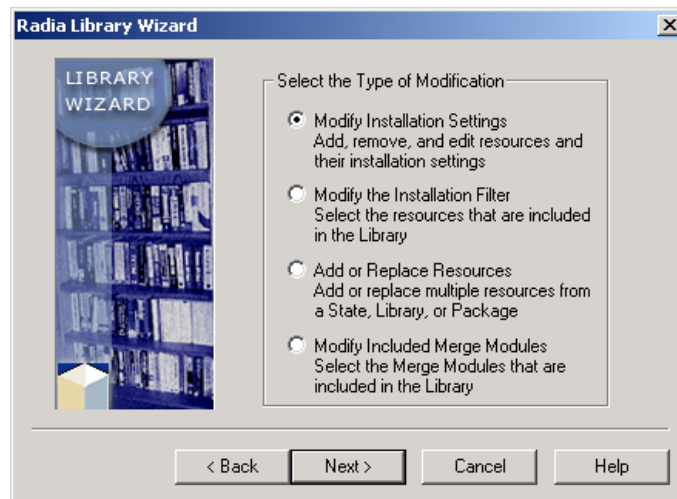 Radia Library Wizard
LIBRARY
WIZARD
Select the Type of Modification
Modify Installation Settings
Add, remove, and edit resources and
their installation settings
Modify the Installation Filter
Select the resources that are included
in the Library
Add or Replace Resources
Add or replace multiple resources from
a State, Library, or Package
Modify Included Merge Modules
Select the Merge Modules that are
included in the Library
< Back
Next >
Cancel
Help